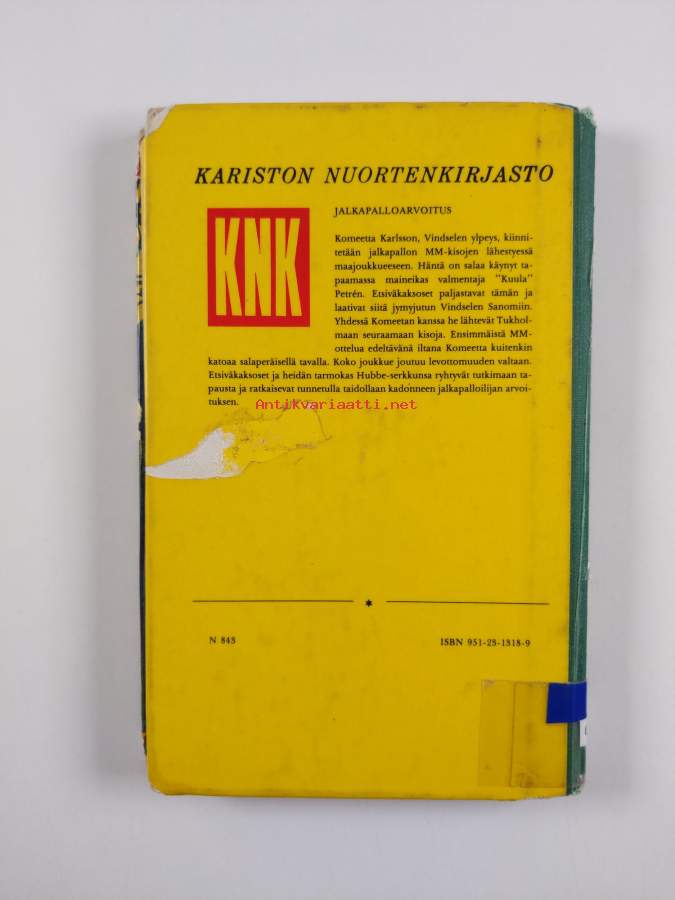 KARISTON NUORTENKIRJASTO
KNK
JALKAPALLOARVOITUS
Komeetta Karlsson, Vindselen ylpeys, kiinni-
tetään jalkapallon MM-kisojen lähestyessä
maajoukkueeseen. Häntä on salaa käynyt ta-
paamassa maineikas valmentaja "Kuula"
Petrén. Etsiväkaksoset paljastavat tämän ja
laativat siitä jymyjutun Vindselen Sanomiin.
Yhdessä Komeetan kanssa he lähtevät Tukhol-
maan seuraamaan kisoja. Ensimmäistä MM-
ottelua edeltävänä iltana Komeetta kuitenkin
katoaa salaperäisellä tavalla. Koko joukkue joutuu levottomuuden valtaan.
Etsiväkaksoset ja heidän tarmokas Hubbe-serkkunsa ryhtyvät tutkimaan ta-
pausta ja ratkaisevat tunnetulla taidollaan kadonneen jalkapalloilijan arvoi-
tuksen.
Antikvariaatti.net
N 843
ISBN 951-23-1318-9